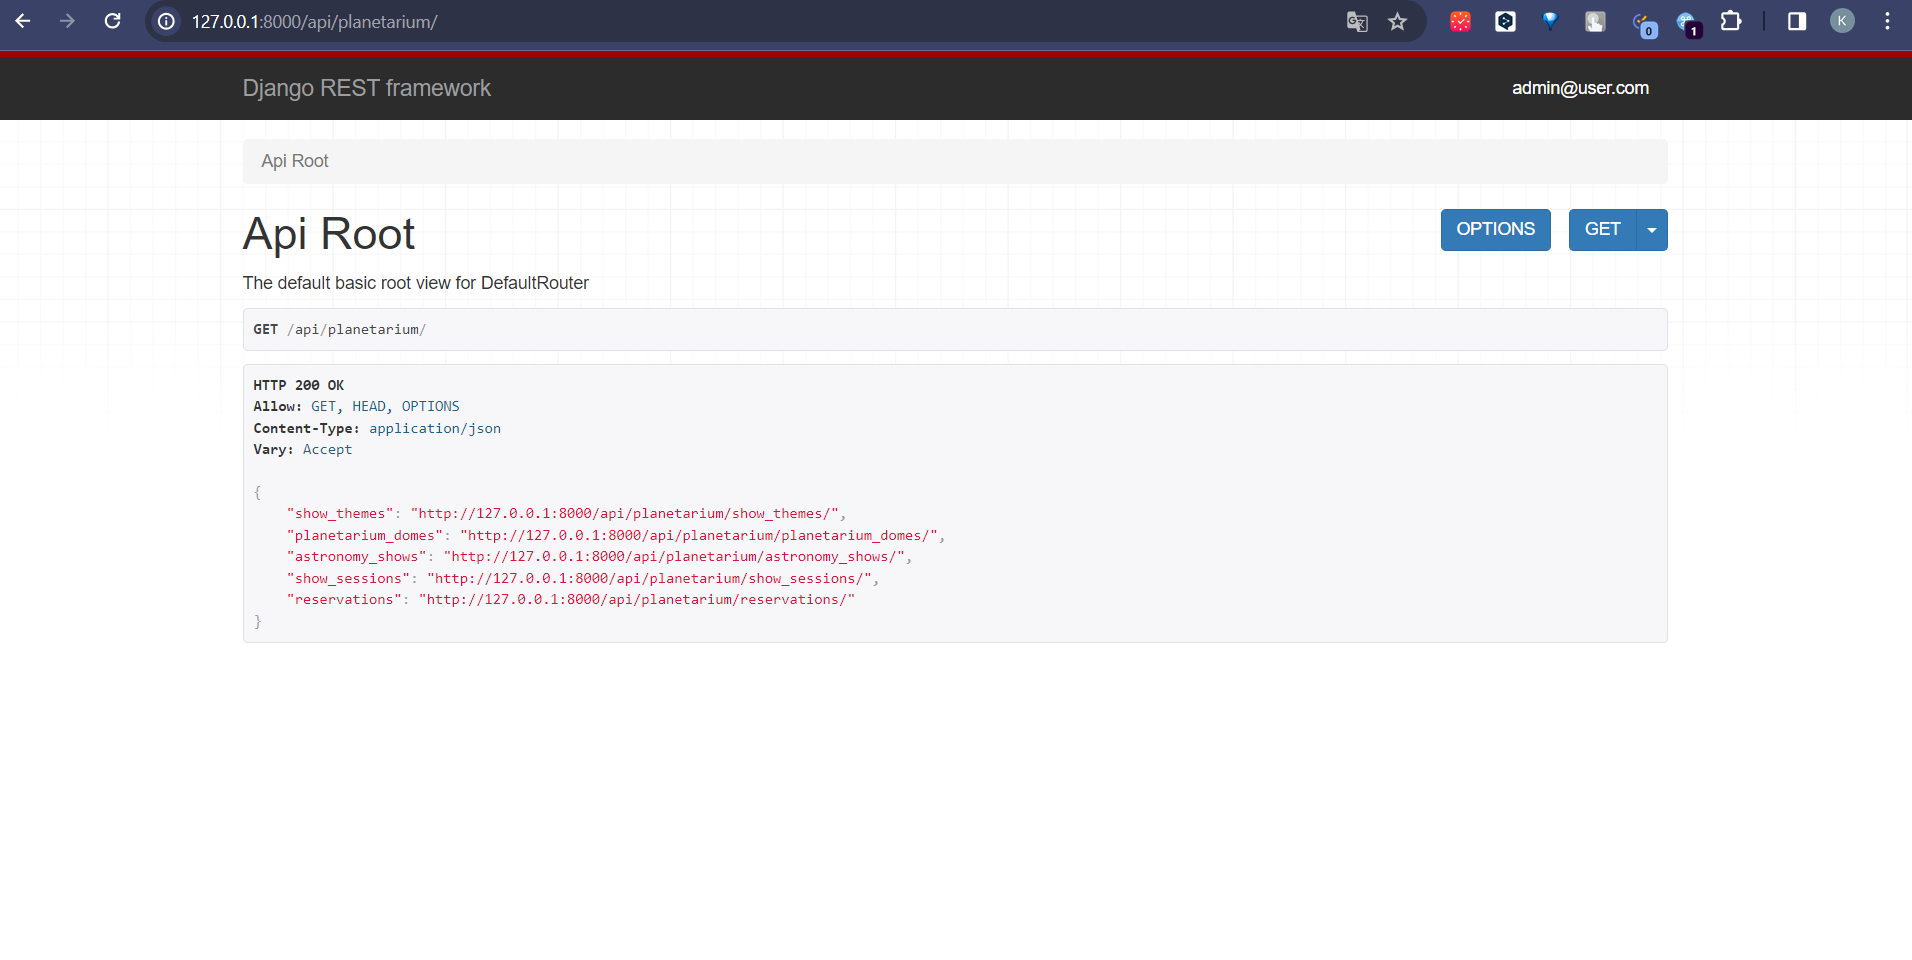 127.0.0.1:8000/api/planetarium/
0
1
K
Django REST framework
admin@user.com
Api Root
Api Root
OPTIONS
GET
The default basic root view for DefaultRouter
GET /api/planetarium/
HTTP 200 OK
Allow: GET, HEAD, OPTIONS
Content-Type: application/json
Vary: Accept
{
    "show_themes": "http://127.0.0.1:8000/api/planetarium/show_themes/",
    "planetarium_domes": "http://127.0.0.1:8000/api/planetarium/planetarium_domes/",
    "astronomy_shows": "http://127.0.0.1:8000/api/planetarium/astronomy_shows/",
    "show_sessions": "http://127.0.0.1:8000/api/planetarium/show_sessions/",
    "reservations": "http://127.0.0.1:8000/api/planetarium/reservations/"
}